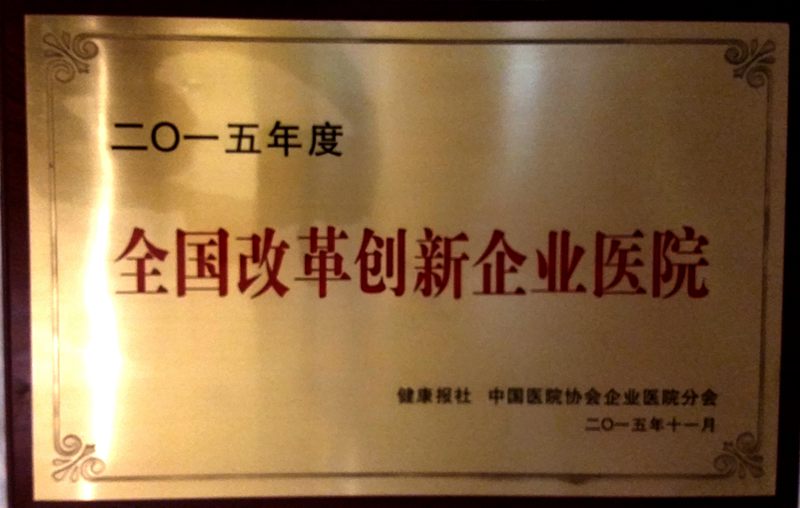 二〇一五年度
全国改革创新企业医院
健康报社 中国医院协会企业医院分会
二〇一五年十一月